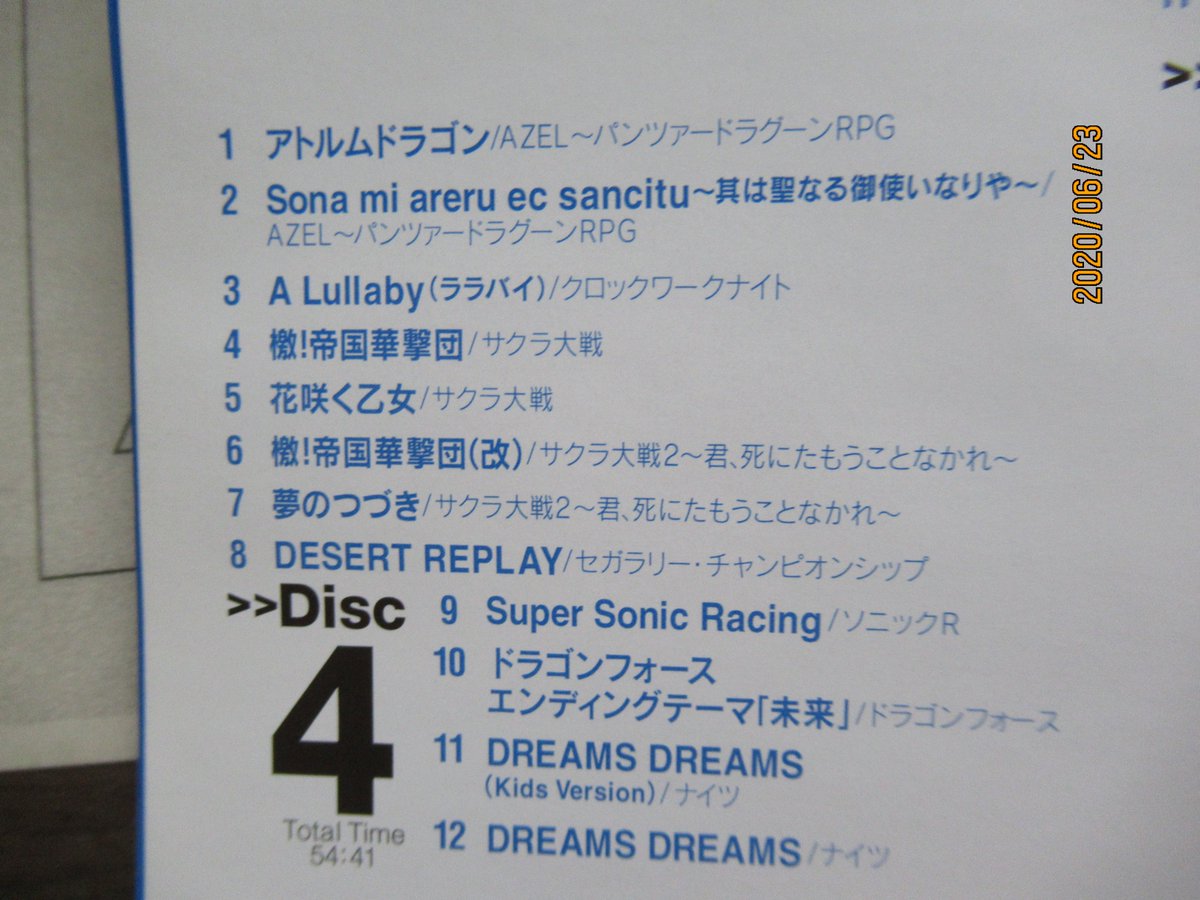 1 アトルムドラゴン/AZEL～パンツァードラグーンRPG
2 Sona mi areru ec sancitu～其は聖なる御使いなりや～/
AZEL～パンツァードラグーンRPG
3 A Lullaby(ララバイ)/クロックワークナイト
4 檄!帝国華撃団/サクラ大戦
5 花咲く乙女/サクラ大戦
6 檄!帝国華撃団(改)/サクラ大戦2～君、死にたもうことなかれ～
7 夢のつづき/サクラ大戦2～君、死にたもうことなかれ～
8 DESERT REPLAY/セガラリー・チャンピオンシップ
9 Super Sonic Racing/ソニックR
10 ドラゴンフォース
エンディングテーマ「未来」/ドラゴンフォース
11 DREAMS DREAMS
(Kids Version)/ナイツ
12 DREAMS DREAMS/ナイツ
>>Disc
4
Total Time
54:41
>>
2020/06/23